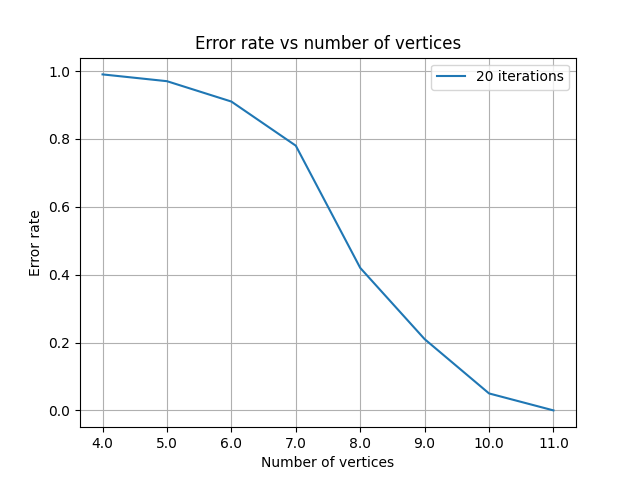 Error rate vs number of vertices
20 iterations
Error rate
1.0
0.8
0.6
0.4
0.2
0.0
4.0 5.0 6.0 7.0 8.0 9.0 10.0 11.0
Number of vertices